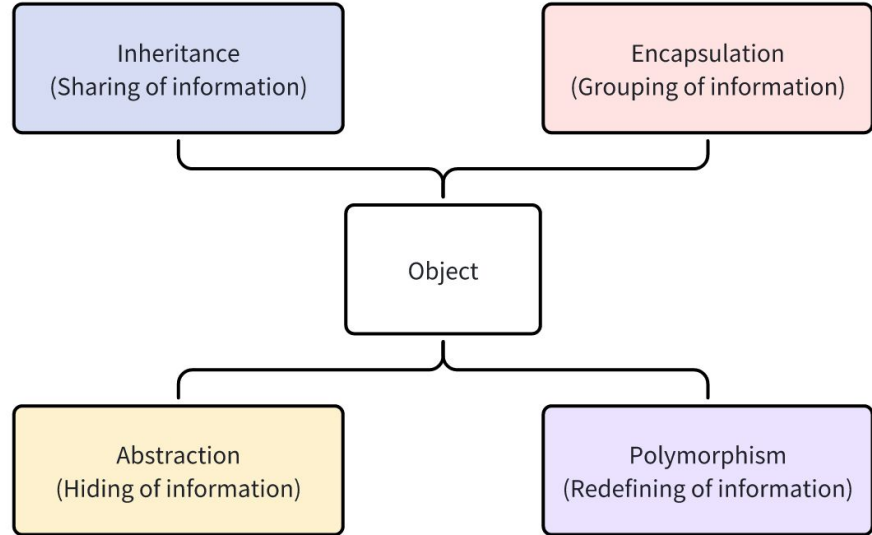 Inheritance
(Sharing of information)
Encapsulation
(Grouping of information)
Object
Abstraction
(Hiding of information)
Polymorphism
(Redefining of information)